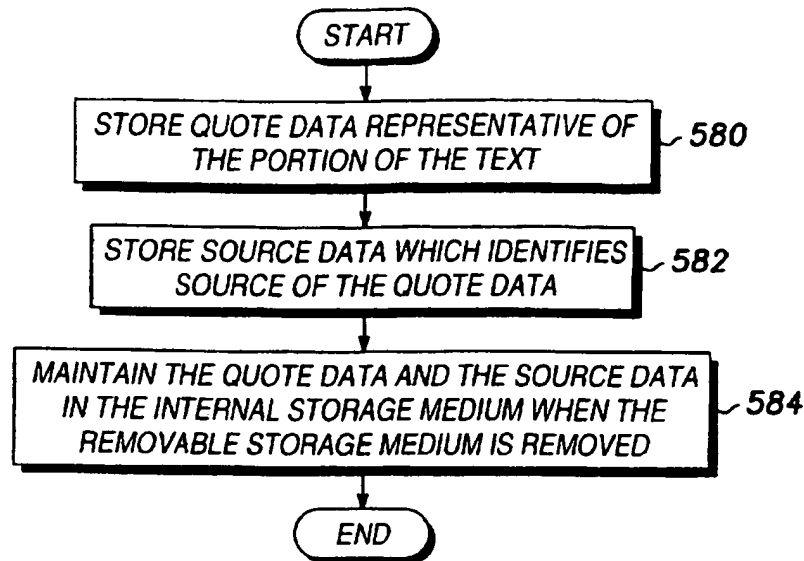 START
STORE QUOTE DATA REPRESENTATIVE OF
THE PORTION OF THE TEXT
580
STORE SOURCE DATA WHICH IDENTIFIES
SOURCE OF THE QUOTE DATA
582
MAINTAIN THE QUOTE DATA AND THE SOURCE DATA
IN THE INTERNAL STORAGE MEDIUM WHEN THE
REMOVABLE STORAGE MEDIUM IS REMOVED
584
END